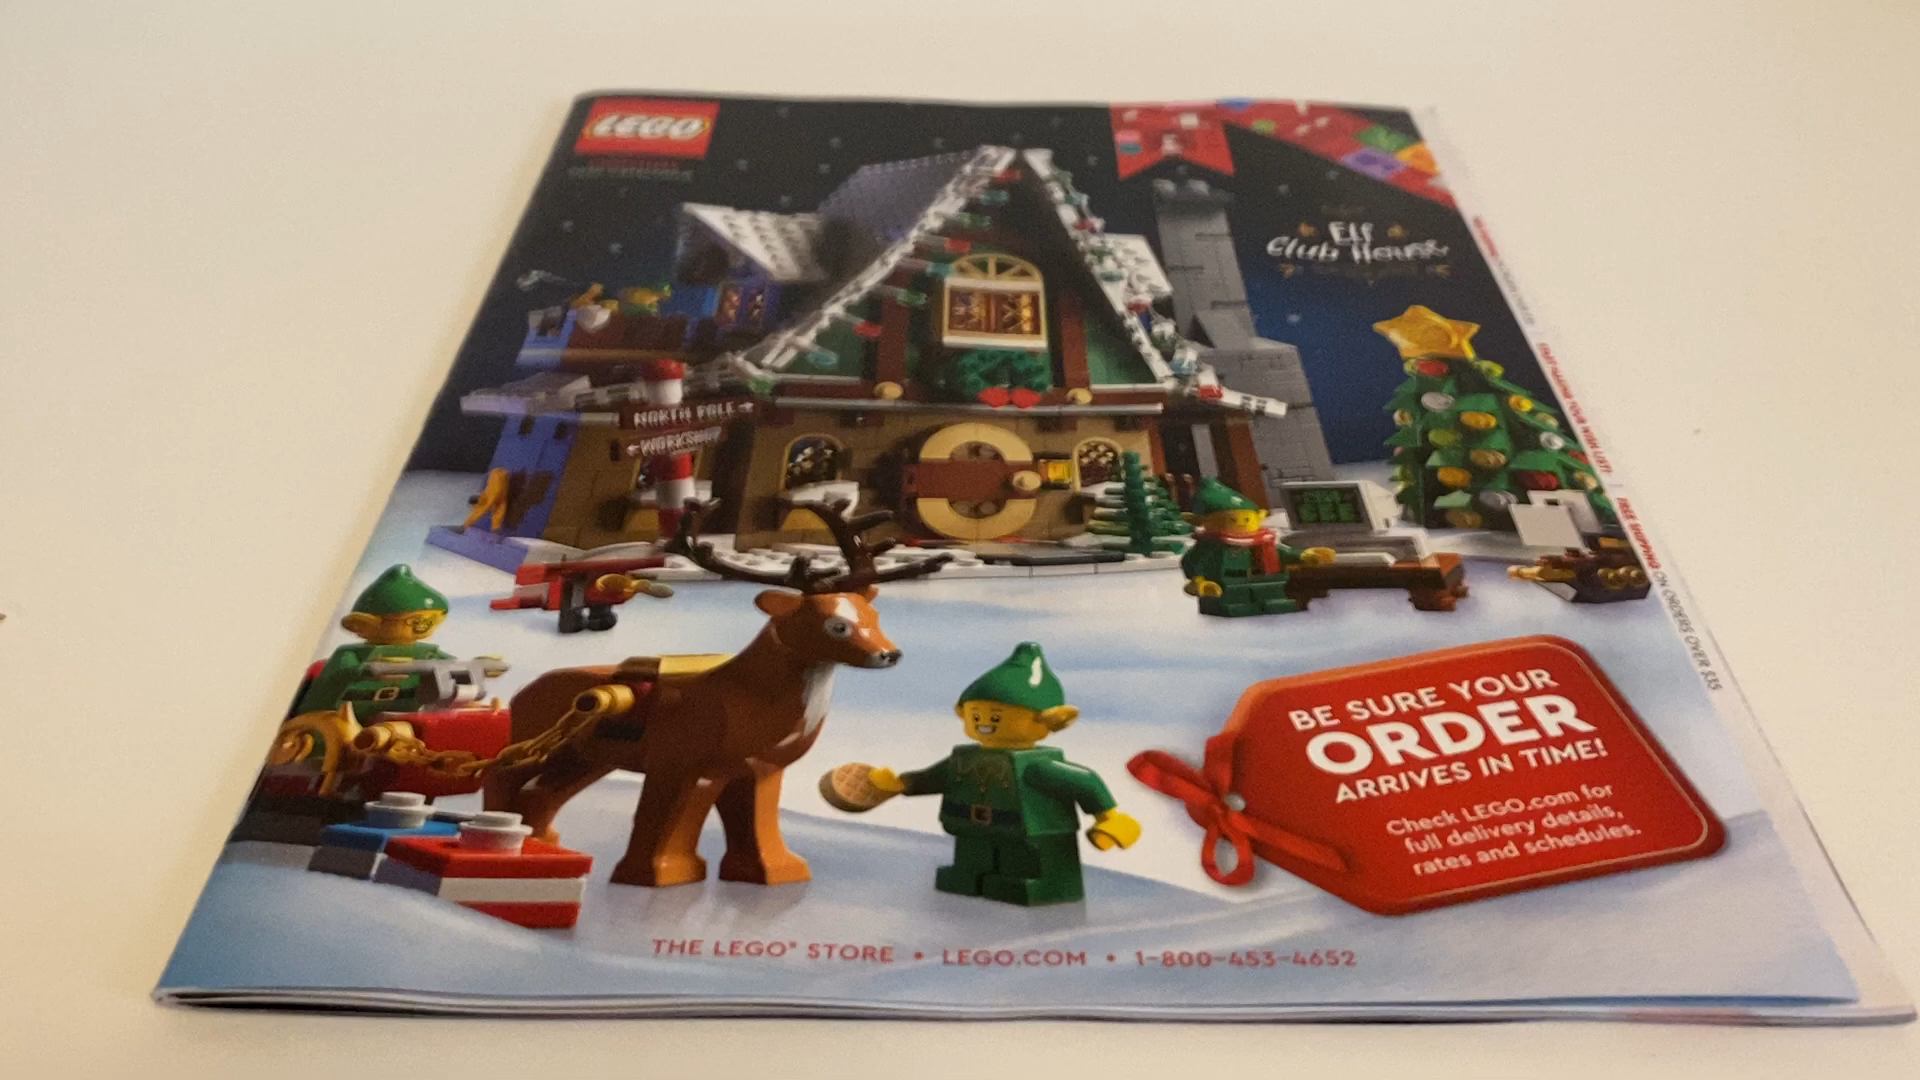 LEGO
Elf
Club House
NORTH POLE →
← WORKSHOP
BE SURE YOUR
ORDER
ARRIVES IN TIME!
Check LEGO.com for
full delivery details,
rates and schedules.
FREE SHIPPING ON ORDERS OVER $35
THE LEGO® STORE • LEGO.COM • 1-800-453-4652